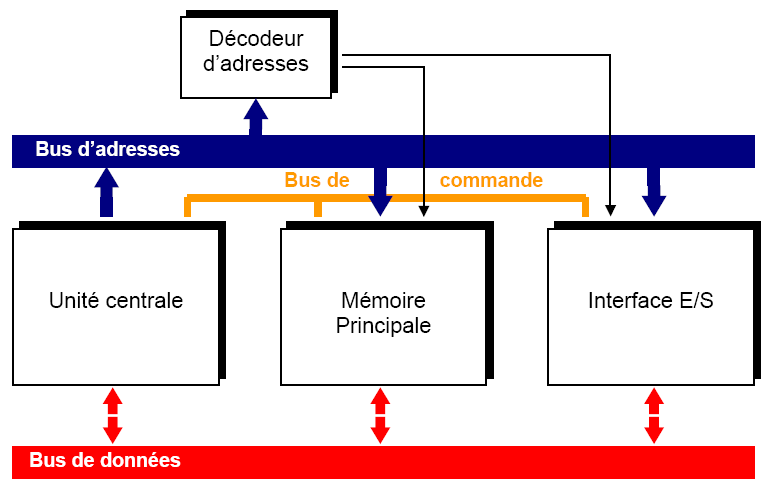 Décodeur
d’adresses
Bus d’adresses
Bus de commande
Unité centrale
Mémoire
Principale
Interface E/S
Bus de données